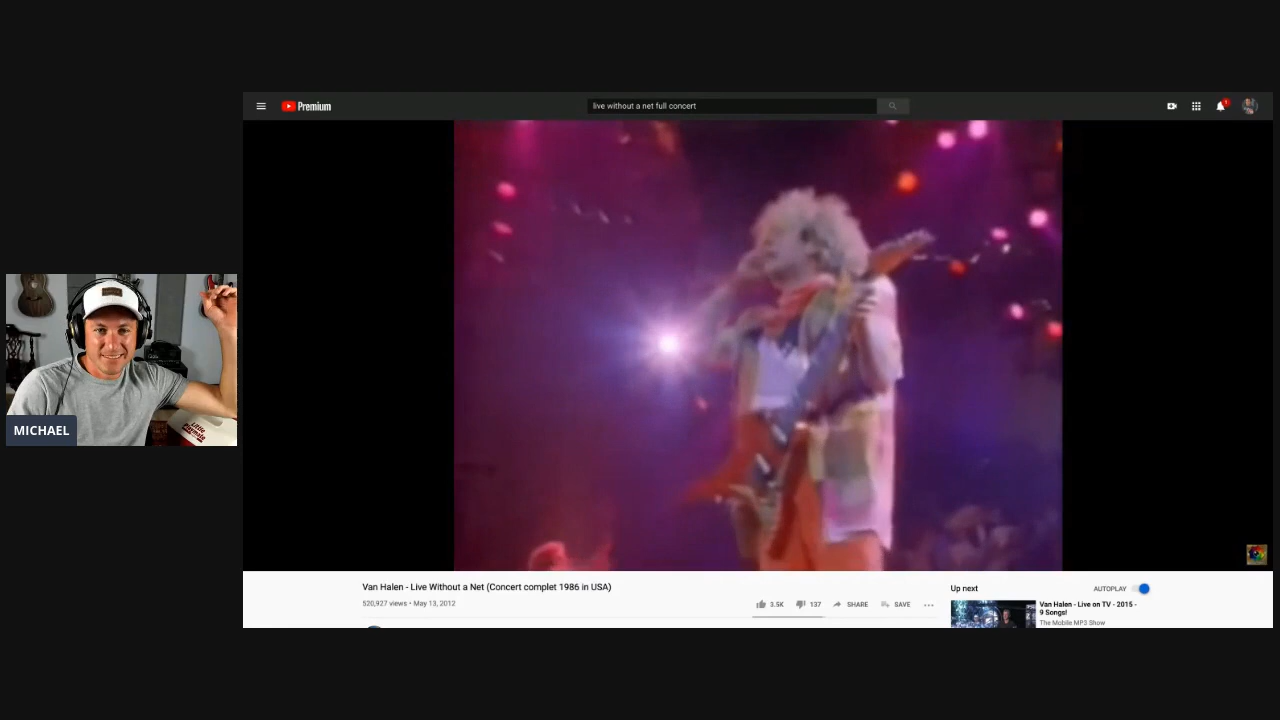 Premium
live without a net full concert
1
MICHAEL
Little
Van Halen - Live Without a Net (Concert complet 1986 in USA)
520,927 views • May 13, 2012
3.5K
137
SHARE
SAVE
Up next
AUTOPLAY
Van Halen - Live on TV - 2015 -
9 Songs!
The Mobile MP3 Show